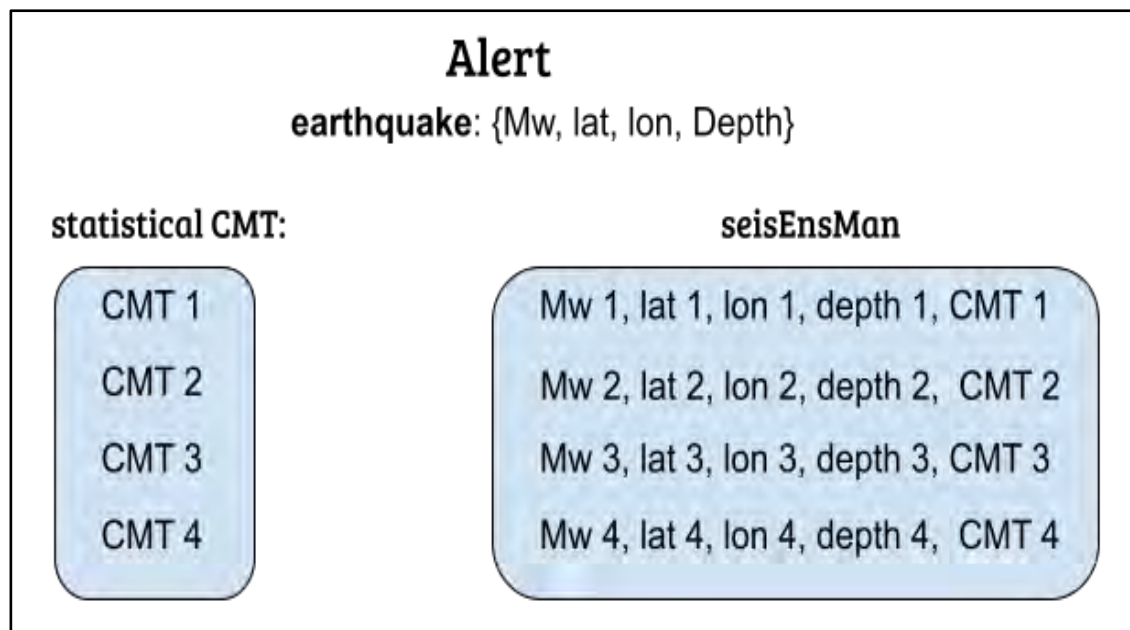 Alert
earthquake: {Mw, lat, lon, Depth}
statistical CMT:
CMT 1
CMT 2
CMT 3
CMT 4
seisEnsMan
Mw 1, lat 1, lon 1, depth 1, CMT 1
Mw 2, lat 2, lon 2, depth 2, CMT 2
Mw 3, lat 3, lon 3, depth 3, CMT 3
Mw 4, lat 4, lon 4, depth 4, CMT 4